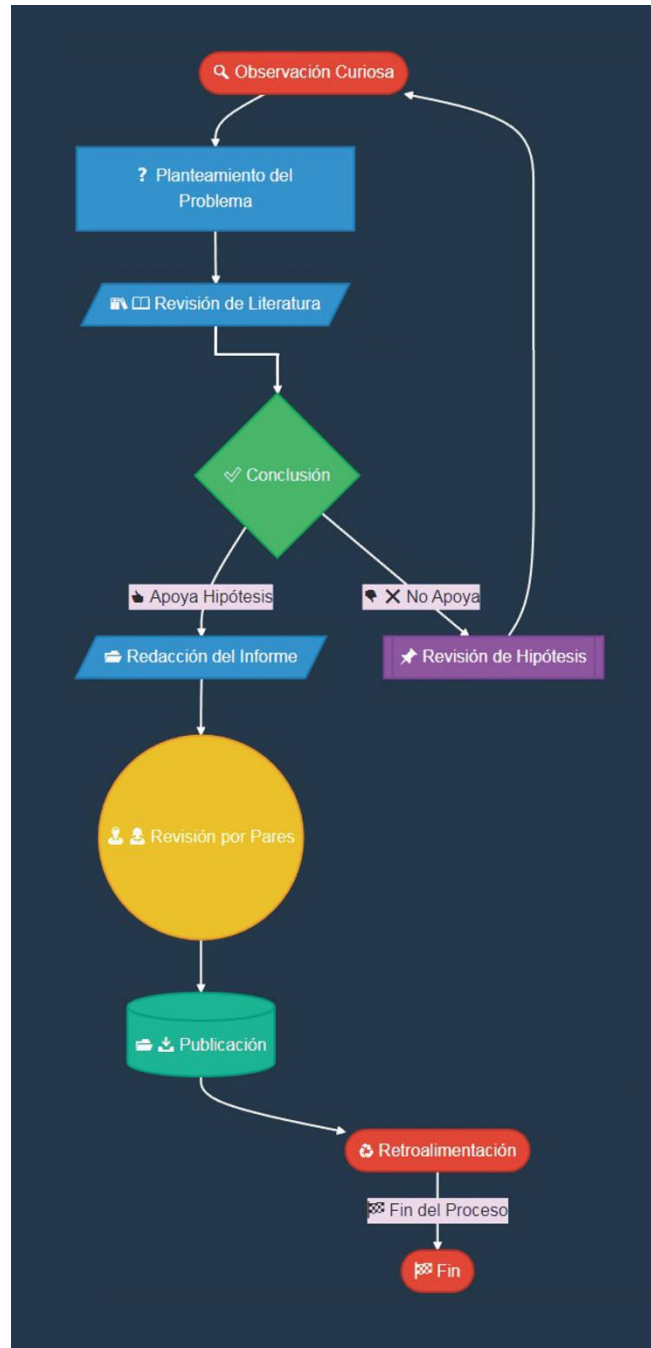 Observación Curiosa
? Planteamiento del
Problema
Revisión de Literatura
Conclusión
Apoya Hipótesis
No Apoya
Redacción del Informe
Revisión de Hipótesis
Revisión por Pares
Publicación
Retroalimentación
Fin del Proceso
Fin